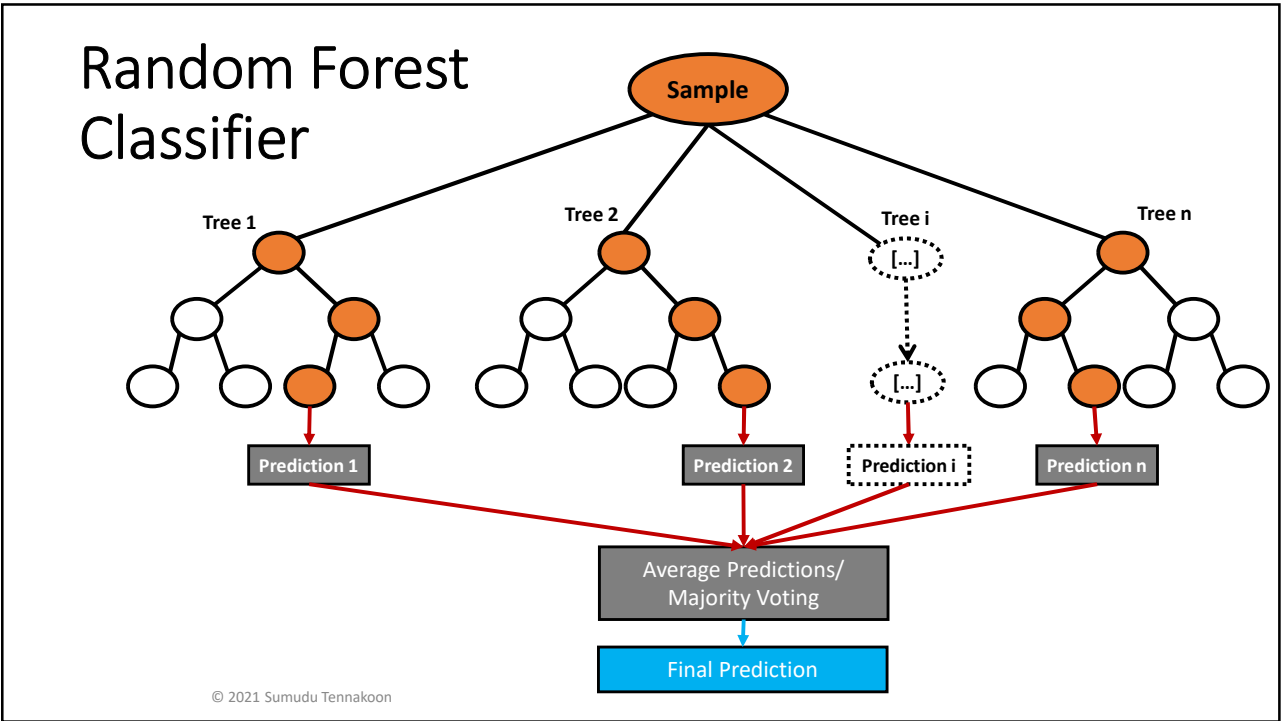 Random Forest
Classifier
Sample
Tree 1
Tree 2
Tree i
Tree n
[...]
[...]
Prediction 1
Prediction 2
Prediction i
Prediction n
Average Predictions/
Majority Voting
Final Prediction
© 2021 Sumudu Tennakoon